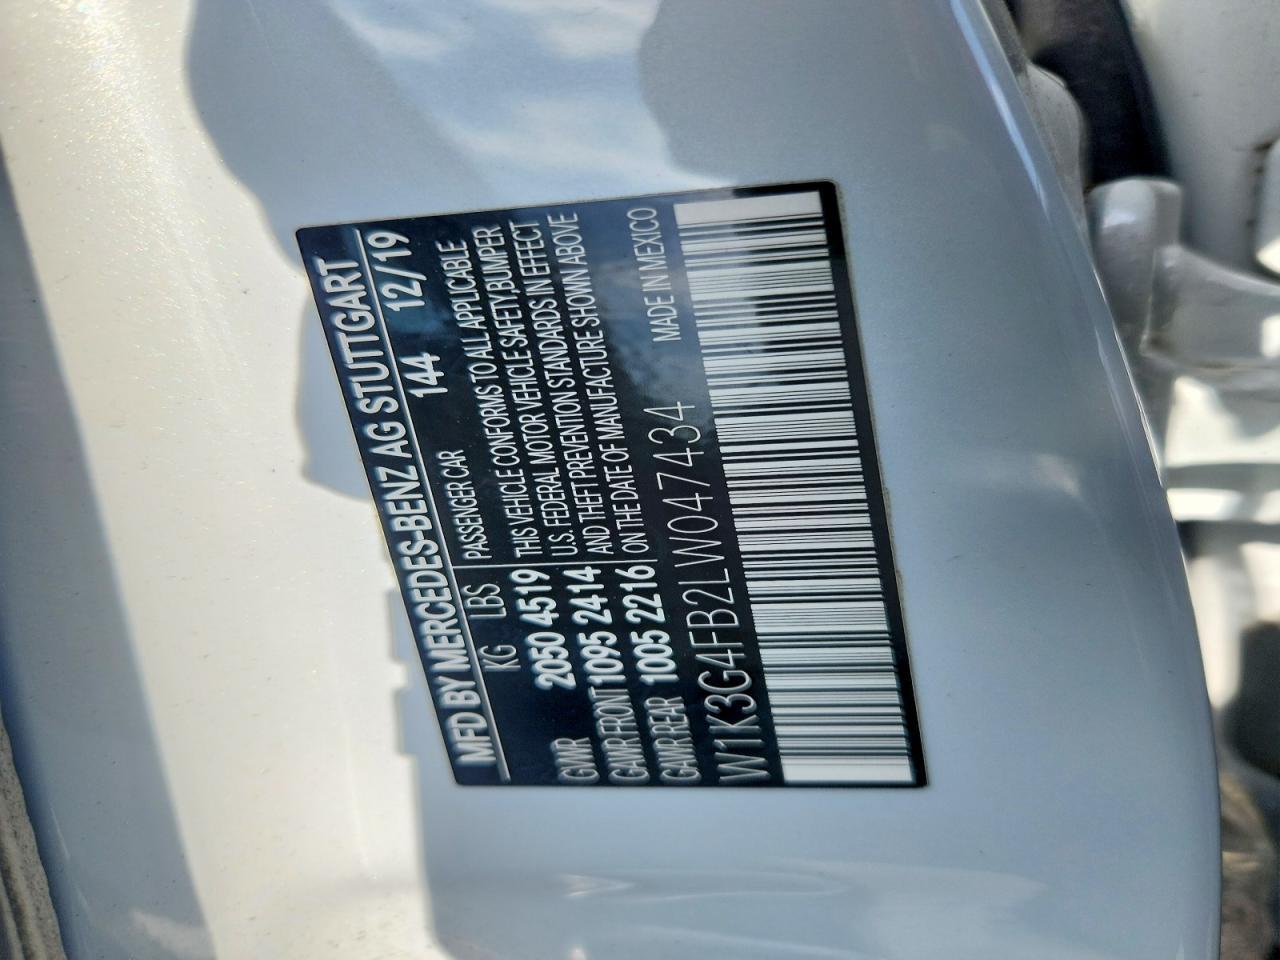 MFD BY MERCEDES-BENZ AG STUTTGART
144 12/19
KG LBS PASSENGER CAR
GVWR 2050 4519
GAWR FRONT 1095 2414
GAWR REAR 1005 2216
THIS VEHICLE CONFORMS TO ALL APPLICABLE
U.S. FEDERAL MOTOR VEHICLE SAFETY,BUMPER
AND THEFT PREVENTION STANDARDS IN EFFECT
ON THE DATE OF MANUFACTURE SHOWN ABOVE
W1K3G4FB2LW047434 MADE IN MEXICO